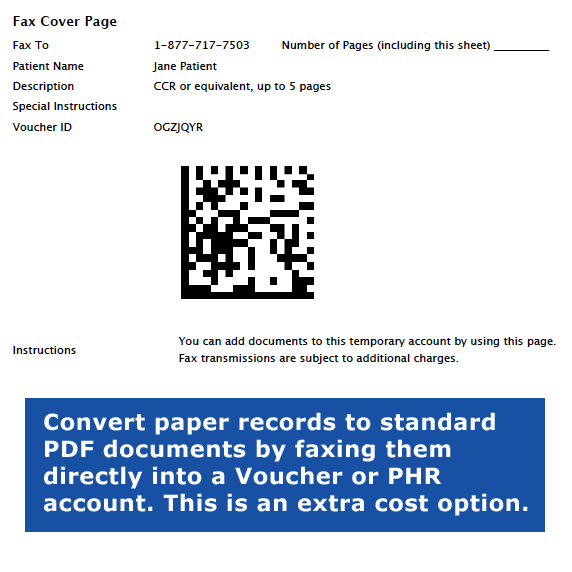 Fax Cover Page
Fax To 1-877-717-7503 Number of Pages (including this sheet) __________
Patient Name Jane Patient
Description CCR or equivalent, up to 5 pages
Special Instructions
Voucher ID OGZJQYR
You can add documents to this temporary account by using this page.
Instructions
Fax transmissions are subject to additional charges.
Convert paper records to standard
PDF documents by faxing them
directly into a Voucher or PHR
account. This is an extra cost option.